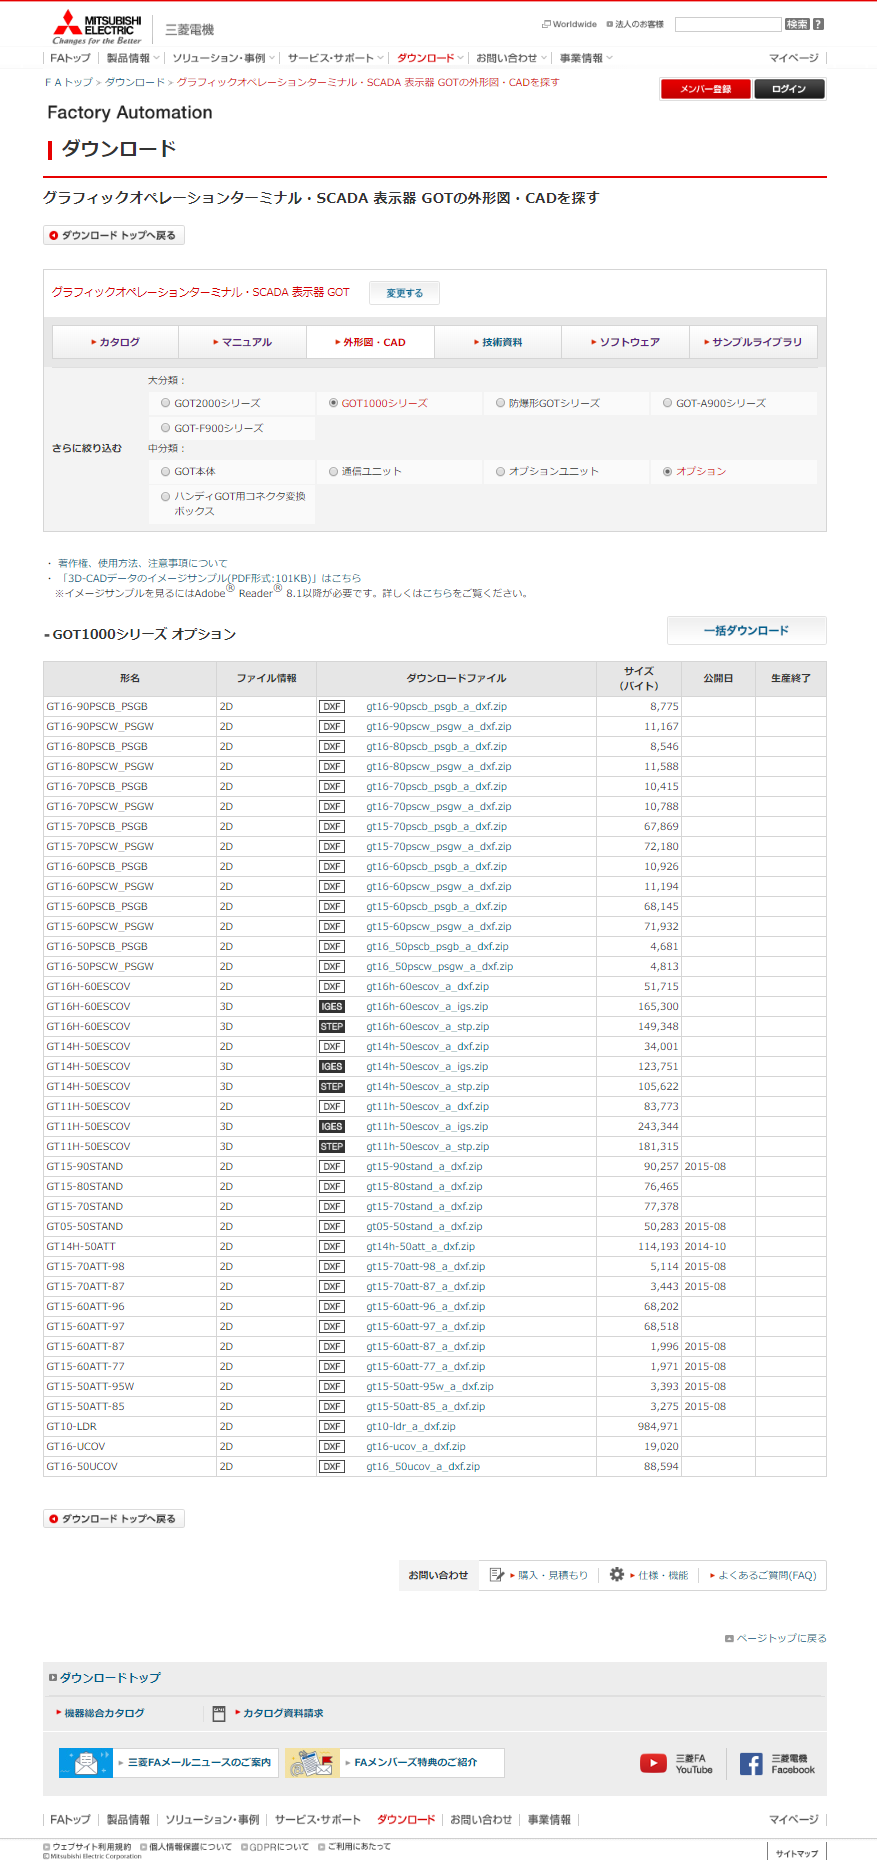 MITSUBISHI ELECTRIC
Changes for the Better
三菱電機
Worldwide 法人のお客様 検索 ?
FAトップ 製品情報 ソリューション・事例 サービス・サポート ダウンロード お問い合わせ 事業情報 マイページ
FAトップ > ダウンロード > グラフィックオペレーションターミナル・SCADA 表示器 GOTの外形図・CADを探す
メンバー登録 ログイン
Factory Automation
ダウンロード
グラフィックオペレーションターミナル・SCADA 表示器 GOTの外形図・CADを探す
ダウンロード トップへ戻る
グラフィックオペレーションターミナル・SCADA 表示器 GOT 変更する
カタログ マニュアル 外形図・CAD 技術資料 ソフトウェア サンプルライブラリ
さらに絞り込む
大分類：
GOT2000シリーズ GOT1000シリーズ 防爆形GOTシリーズ GOT-A900シリーズ
GOT-F900シリーズ
中分類：
GOT本体 通信ユニット オプションユニット オプション
ハンディGOT用コネクタ変換
ボックス
・ 著作権、使用方法、注意事項について
・ 「3D-CADデータのイメージサンプル(PDF形式:101KB)」はこちら
※イメージサンプルを見るにはAdobe® Reader® 8.1以降が必要です。詳しくはこちらをご覧ください。
GOT1000シリーズ オプション 一括ダウンロード
形名 ファイル情報 ダウンロードファイル サイズ（バイト） 公開日 生産終了
GT16-90PSCB_PSGB 2D DXF gt16-90pscb_psgb_a_dxf.zip 8,775
GT16-90PSCW_PSGW 2D DXF gt16-90pscw_psgw_a_dxf.zip 11,167
GT16-80PSCB_PSGB 2D DXF gt16-80pscb_psgb_a_dxf.zip 8,546
GT16-80PSCW_PSGW 2D DXF gt16-80pscw_psgw_a_dxf.zip 11,588
GT16-70PSCB_PSGB 2D DXF gt16-70pscb_psgb_a_dxf.zip 10,415
GT16-70PSCW_PSGW 2D DXF gt16-70pscw_psgw_a_dxf.zip 10,788
GT15-70PSCB_PSGB 2D DXF gt15-70pscb_psgb_a_dxf.zip 67,869
GT15-70PSCW_PSGW 2D DXF gt15-70pscw_psgw_a_dxf.zip 72,180
GT16-60PSCB_PSGB 2D DXF gt16-60pscb_psgb_a_dxf.zip 10,926
GT16-60PSCW_PSGW 2D DXF gt16-60pscw_psgw_a_dxf.zip 11,194
GT15-60PSCB_PSGB 2D DXF gt15-60pscb_psgb_a_dxf.zip 68,145
GT15-60PSCW_PSGW 2D DXF gt15-60pscw_psgw_a_dxf.zip 71,932
GT16-50PSCB_PSGB 2D DXF gt16_50pscb_psgb_a_dxf.zip 4,681
GT16-50PSCW_PSGW 2D DXF gt16_50pscw_psgw_a_dxf.zip 4,813
GT16H-60ESCOV 2D DXF gt16h-60escov_a_dxf.zip 51,715
GT16H-60ESCOV 3D IGES gt16h-60escov_a_igs.zip 165,300
GT16H-60ESCOV 3D STEP gt16h-60escov_a_stp.zip 149,348
GT14H-50ESCOV 2D DXF gt14h-50escov_a_dxf.zip 34,001
GT14H-50ESCOV 3D IGES gt14h-50escov_a_igs.zip 123,751
GT14H-50ESCOV 3D STEP gt14h-50escov_a_stp.zip 105,622
GT11H-50ESCOV 2D DXF gt11h-50escov_a_dxf.zip 83,773
GT11H-50ESCOV 3D IGES gt11h-50escov_a_igs.zip 243,344
GT11H-50ESCOV 3D STEP gt11h-50escov_a_stp.zip 181,315
GT15-90STAND 2D DXF gt15-90stand_a_dxf.zip 90,257 2015-08
GT15-80STAND 2D DXF gt15-80stand_a_dxf.zip 76,465
GT15-70STAND 2D DXF gt15-70stand_a_dxf.zip 77,378
GT05-50STAND 2D DXF gt05-50stand_a_dxf.zip 50,283 2015-08
GT14H-50ATT 2D DXF gt14h-50att_a_dxf.zip 114,193 2014-10
GT15-70ATT-98 2D DXF gt15-70att-98_a_dxf.zip 5,114 2015-08
GT15-70ATT-87 2D DXF gt15-70att-87_a_dxf.zip 3,443 2015-08
GT15-60ATT-96 2D DXF gt15-60att-96_a_dxf.zip 68,202
GT15-60ATT-97 2D DXF gt15-60att-97_a_dxf.zip 68,518
GT15-60ATT-87 2D DXF gt15-60att-87_a_dxf.zip 1,996 2015-08
GT15-60ATT-77 2D DXF gt15-60att-77_a_dxf.zip 1,971 2015-08
GT15-50ATT-95W 2D DXF gt15-50att-95w_a_dxf.zip 3,393 2015-08
GT15-50ATT-85 2D DXF gt15-50att-85_a_dxf.zip 3,275 2015-08
GT10-LDR 2D DXF gt10-ldr_a_dxf.zip 984,971
GT16-UCOV 2D DXF gt16-ucov_a_dxf.zip 19,020
GT16-50UCOV 2D DXF gt16_50ucov_a_dxf.zip 88,594
ダウンロード トップへ戻る
お問い合わせ 購入・見積もり 仕様・機能 よくあるご質問(FAQ)
ページトップに戻る
ダウンロードトップ
機器総合カタログ カタログ資料請求
三菱FAメールニュースのご案内 FAメンバーズ特典のご紹介 三菱FA YouTube 三菱電機 Facebook
FAトップ 製品情報 ソリューション・事例 サービス・サポート ダウンロード お問い合わせ 事業情報 マイページ
ウェブサイト利用規約 個人情報保護について GDPRについて ご利用にあたって サイトマップ
©Mitsubishi Electric Corporation